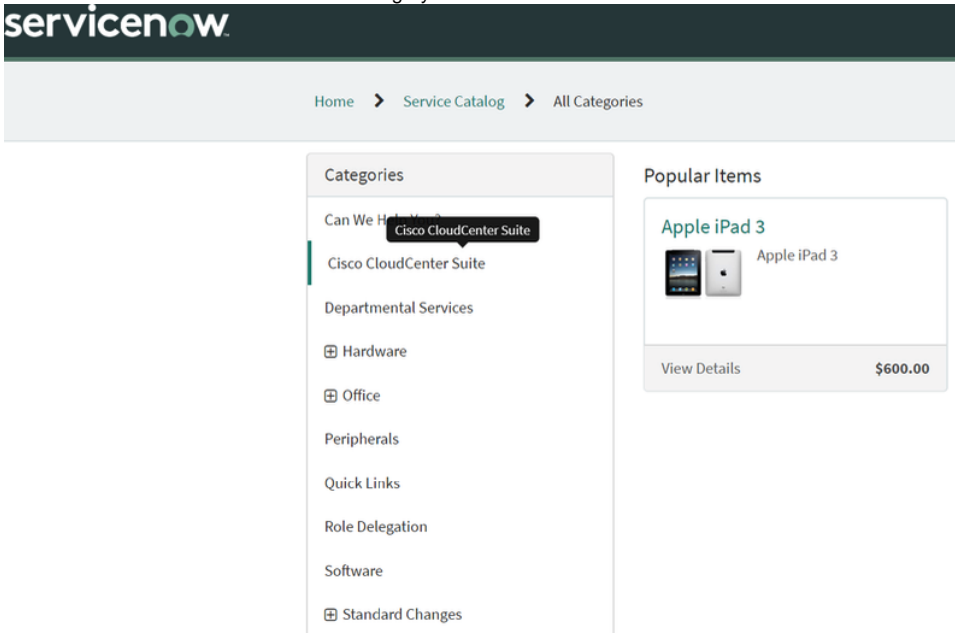 servicenow.
Home > Service Catalog > All Categories
Categories
Can We
Cisco CloudCenter Suite
Cisco CloudCenter Suite
Departmental Services
Hardware
Office
Peripherals
Quick Links
Role Delegation
Software
Standard Changes
Popular Items
Apple iPad 3
Apple iPad 3
View Details $600.00